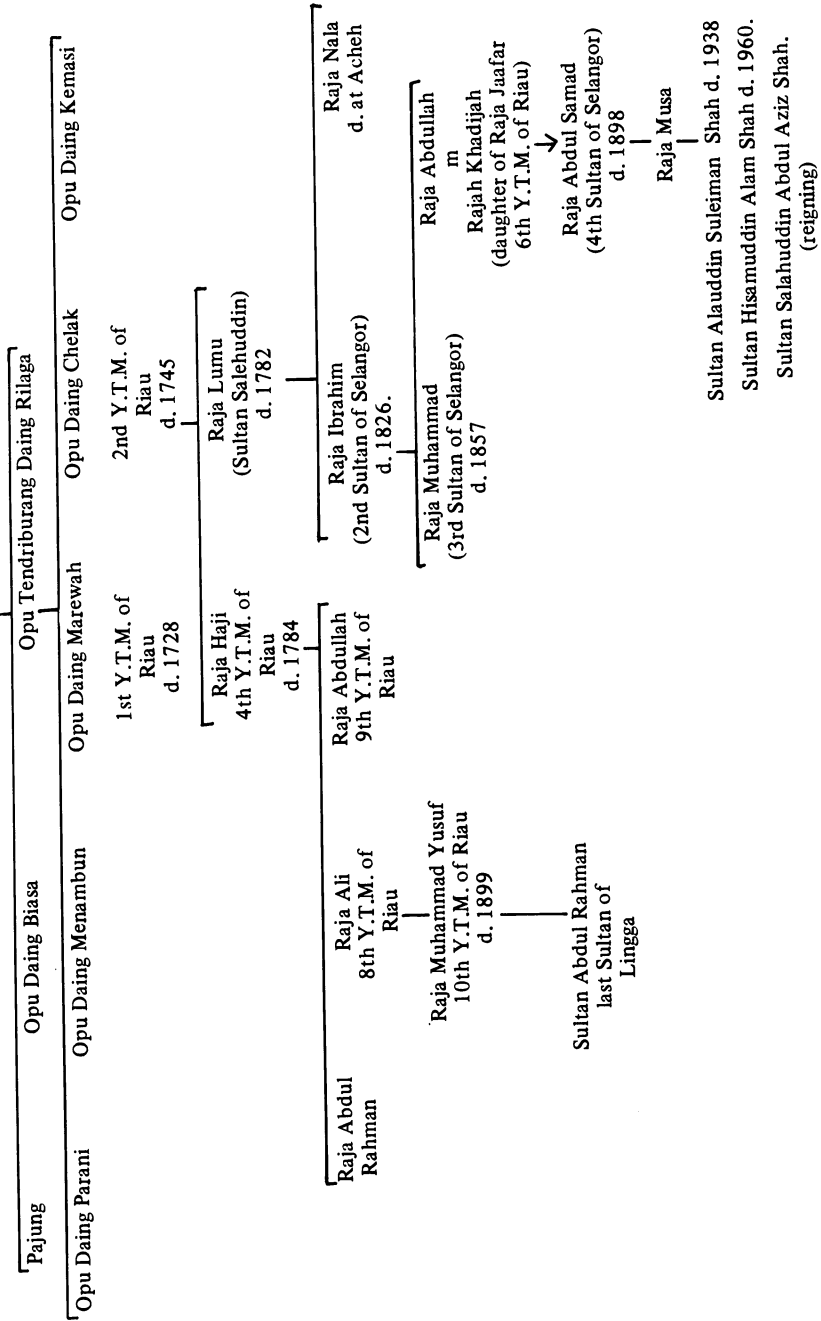 Pajung
Opu Daing Biasa
Opu Tendriburang Daing Rilaga
Opu Daing Parani
Opu Daing Menambun
Opu Daing Marewah
Opu Daing Chelak
Opu Daing Kemasi
1st Y.T.M. of
Riau
d. 1728
2nd Y.T.M. of
Riau
d. 1745
Raja Haji
4th Y.T.M. of
Riau
d. 1784
Raja Lumu
(Sultan Salehuddin)
d. 1782
Raja Abdul
Rahman
Raja Ali
8th Y.T.M. of
Riau
Raja Abdullah
9th Y.T.M. of
Riau
Raja Ibrahim
(2nd Sultan of Selangor)
d. 1826.
Raja Nala
d. at Acheh
Raja Muhammad Yusuf
10th Y.T.M. of Riau
d. 1899
Raja Muhammad
(3rd Sultan of Selangor)
d. 1857
Raja Abdullah
m
Rajah Khadijah
(daughter of Raja Jaafar
6th Y.T.M. of Riau)
Sultan Abdul Rahman
last Sultan of
Lingga
Raja Abdul Samad
(4th Sultan of Selangor)
d. 1898
Raja Musa
Sultan Alauddin Suleiman Shah d. 1938
Sultan Hisamuddin Alam Shah d. 1960.
Sultan Salahuddin Abdul Aziz Shah.
(reigning)